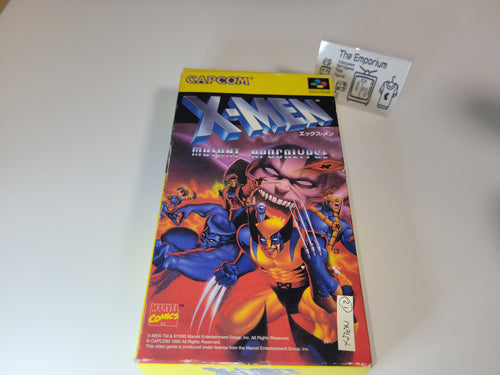 The Emporium
CAPCOM
X-MEN
エックス・メン
MUTANT APOCALYPSE
MARVEL
COMICS
X-MEN TM & ©1995 Marvel Entertainment Group, Inc. All Rights Reserved.
© CAPCOM 1995 All Rights Reserved.
This video game is produced under license from the Marvel Entertainment Group, Inc.
CAPCOM